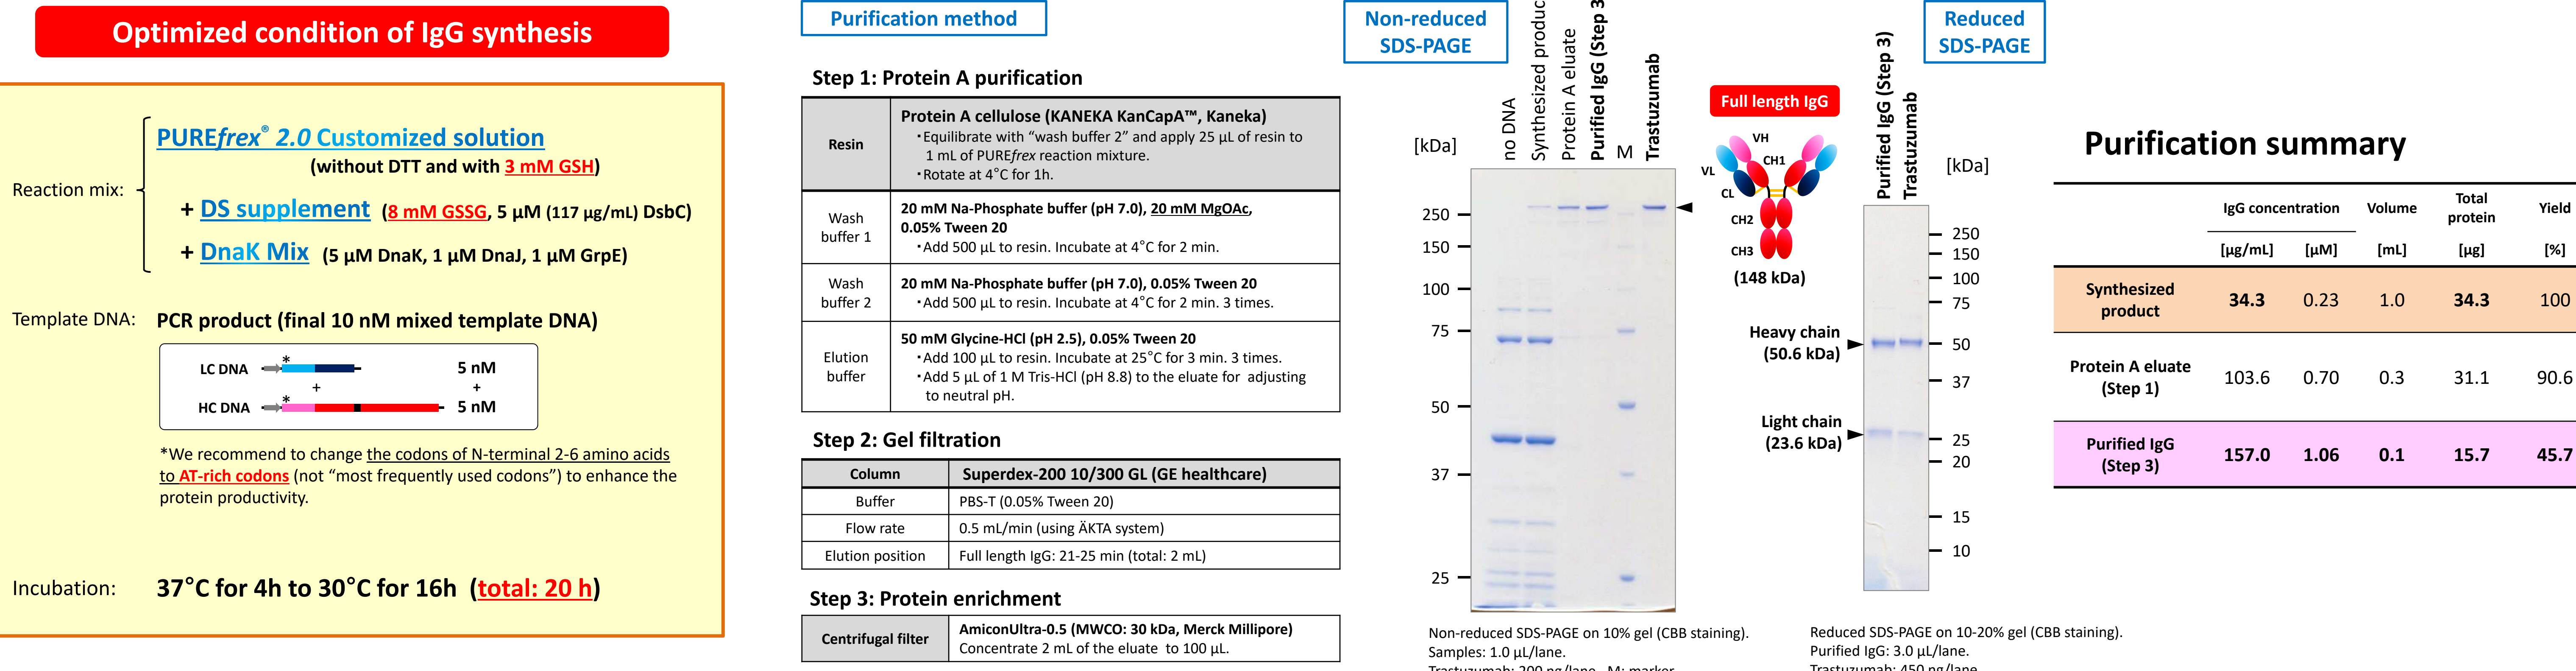 Optimized condition of IgG synthesis
Reaction mix:
PUREfrex® 2.0 Customized solution
(without DTT and with 3 mM GSH)
+ DS supplement (8 mM GSSG, 5 µM (117 µg/mL) DsbC)
+ DnaK Mix (5 µM DnaK, 1 µM DnaJ, 1 µM GrpE)
Template DNA: PCR product (final 10 nM mixed template DNA)
*
LC DNA 5 nM
+ +
*
HC DNA 5 nM
*We recommend to change the codons of N-terminal 2-6 amino acids
to AT-rich codons (not “most frequently used codons”) to enhance the
protein productivity.
Incubation: 37°C for 4h to 30°C for 16h (total: 20 h)
Purification method
Step 1: Protein A purification
Resin
Protein A cellulose (KANEKA KanCapA™, Kaneka)
・Equilibrate with “wash buffer 2” and apply 25 µL of resin to
1 mL of PUREfrex reaction mixture.
・Rotate at 4°C for 1h.
Wash
buffer 1
20 mM Na-Phosphate buffer (pH 7.0), 20 mM MgOAc,
0.05% Tween 20
・Add 500 µL to resin. Incubate at 4°C for 2 min.
Wash
buffer 2
20 mM Na-Phosphate buffer (pH 7.0), 0.05% Tween 20
・Add 500 µL to resin. Incubate at 4°C for 2 min. 3 times.
Elution
buffer
50 mM Glycine-HCl (pH 2.5), 0.05% Tween 20
・Add 100 µL to resin. Incubate at 25°C for 3 min. 3 times.
・Add 5 µL of 1 M Tris-HCl (pH 8.8) to the eluate for adjusting
to neutral pH.
Step 2: Gel filtration
Column Superdex-200 10/300 GL (GE healthcare)
Buffer PBS-T (0.05% Tween 20)
Flow rate 0.5 mL/min (using ÄKTA system)
Elution position Full length IgG: 21-25 min (total: 2 mL)
Step 3: Protein enrichment
Centrifugal filter
AmiconUltra-0.5 (MWCO: 30 kDa, Merck Millipore)
Concentrate 2 mL of the eluate to 100 µL.
Non-reduced
SDS-PAGE
[kDa]
no DNA
Synthesized produc
Protein A eluate
Purified IgG (Step 3
M
Trastuzumab
250
150
100
75
50
37
25
Full length IgG
VH
CH1
VL
CL
CH2
CH3
(148 kDa)
Non-reduced SDS-PAGE on 10% gel (CBB staining).
Samples: 1.0 µL/lane.
Trastuzumab: 200 ng/lane. M: marker
Reduced
SDS-PAGE
Purified IgG (Step 3)
Trastuzumab
[kDa]
250
150
100
75
50
37
25
20
15
10
Heavy chain
(50.6 kDa)
Light chain
(23.6 kDa)
Reduced SDS-PAGE on 10-20% gel (CBB staining).
Purified IgG: 3.0 µL/lane.
Trastuzumab: 450 ng/lane
Purification summary
IgG concentration Volume Total protein Yield
[µg/mL] [µM] [mL] [µg] [%]
Synthesized product 34.3 0.23 1.0 34.3 100
Protein A eluate (Step 1) 103.6 0.70 0.3 31.1 90.6
Purified IgG (Step 3) 157.0 1.06 0.1 15.7 45.7